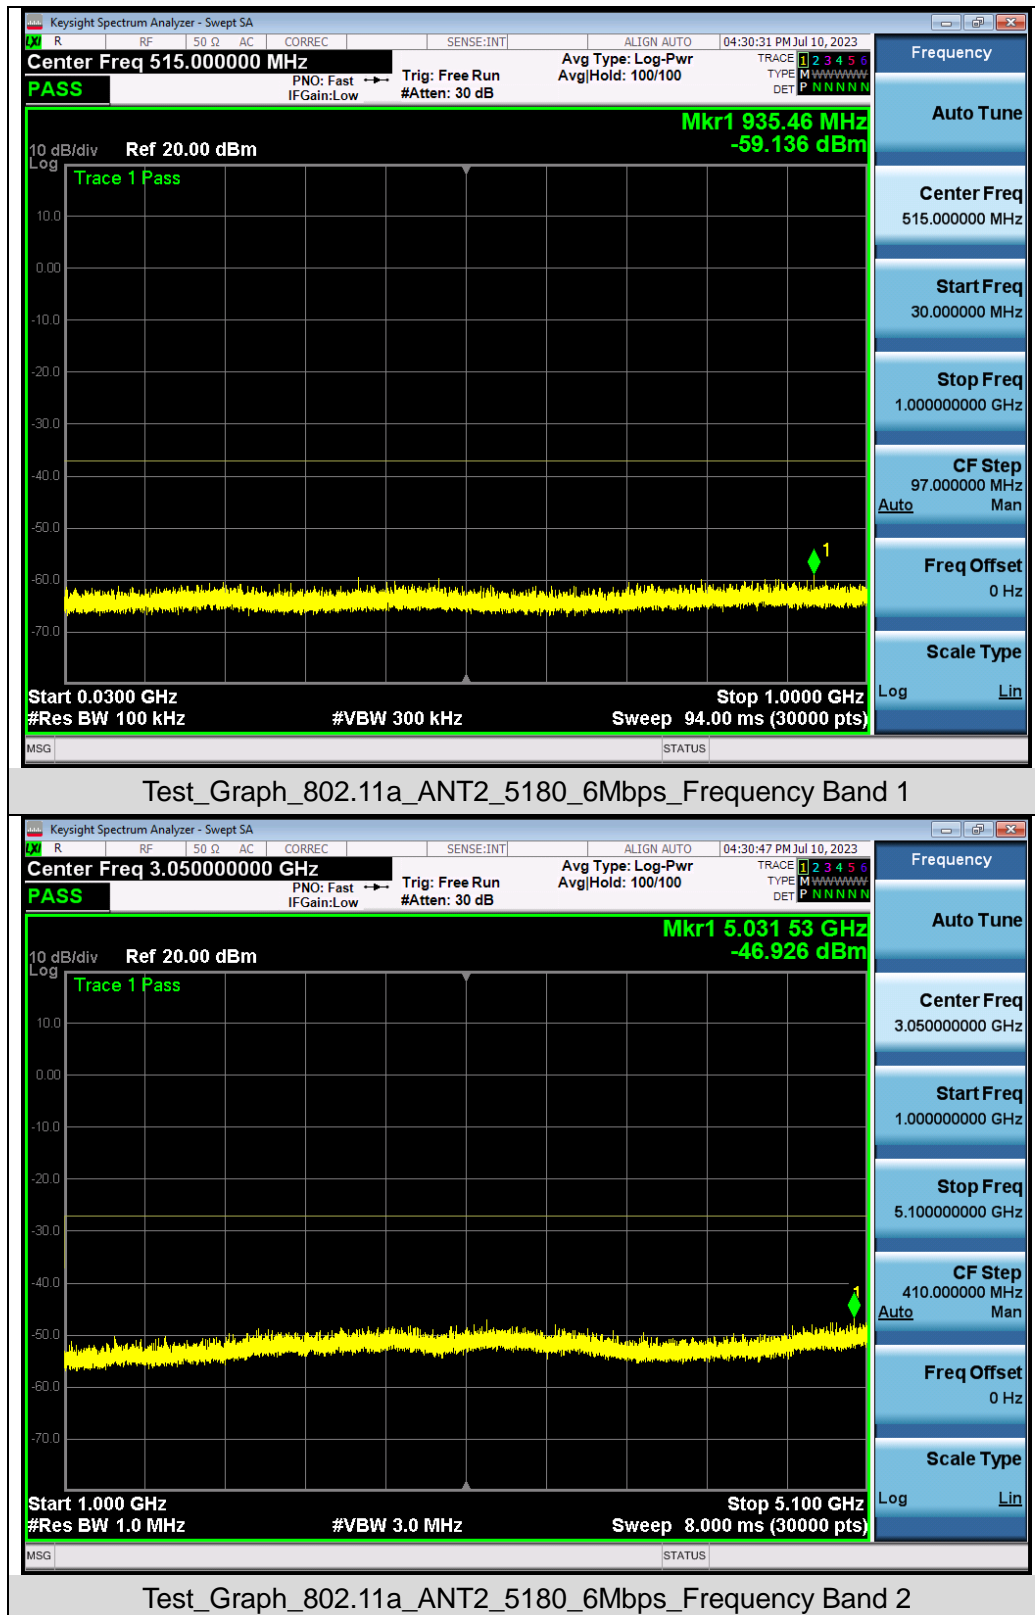 Keysight Spectrum Analyzer - Swept SA
LXI R RF 50 Ω AC CORREC SENSE:INT ALIGN AUTO 04:30:31 PM Jul 10, 2023
Center Freq 515.000000 MHz
PASS
PNO: Fast
IFGain:Low
Trig: Free Run
#Atten: 30 dB
Avg Type: Log-Pwr
Avg|Hold: 100/100
TRACE 1 2 3 4 5 6
TYPE M WWWWW
DET P N N N N N
Mkr1 935.46 MHz
-59.136 dBm
10 dB/div Ref 20.00 dBm
Log
Trace 1 Pass
10.0
0.00
-10.0
-20.0
-30.0
-40.0
-50.0
1
-60.0
-70.0
Start 0.0300 GHz Stop 1.0000 GHz
#Res BW 100 kHz #VBW 300 kHz Sweep 94.00 ms (30000 pts)
MSG STATUS
Frequency
Auto Tune
Center Freq
515.000000 MHz
Start Freq
30.000000 MHz
Stop Freq
1.000000000 GHz
CF Step
97.000000 MHz
Auto Man
Freq Offset
0 Hz
Scale Type
Log Lin
Test_Graph_802.11a_ANT2_5180_6Mbps_Frequency Band 1
Keysight Spectrum Analyzer - Swept SA
LXI R RF 50 Ω AC CORREC SENSE:INT ALIGN AUTO 04:30:47 PM Jul 10, 2023
Center Freq 3.050000000 GHz
PASS
PNO: Fast
IFGain:Low
Trig: Free Run
#Atten: 30 dB
Avg Type: Log-Pwr
Avg|Hold: 100/100
TRACE 1 2 3 4 5 6
TYPE M WWWWW
DET P N N N N N
Mkr1 5.031 53 GHz
-46.926 dBm
10 dB/div Ref 20.00 dBm
Log
Trace 1 Pass
10.0
0.00
-10.0
-20.0
-30.0
-40.0
1
-50.0
-60.0
-70.0
Start 1.000 GHz Stop 5.100 GHz
#Res BW 1.0 MHz #VBW 3.0 MHz Sweep 8.000 ms (30000 pts)
MSG STATUS
Frequency
Auto Tune
Center Freq
3.050000000 GHz
Start Freq
1.000000000 GHz
Stop Freq
5.100000000 GHz
CF Step
410.000000 MHz
Auto Man
Freq Offset
0 Hz
Scale Type
Log Lin
Test_Graph_802.11a_ANT2_5180_6Mbps_Frequency Band 2